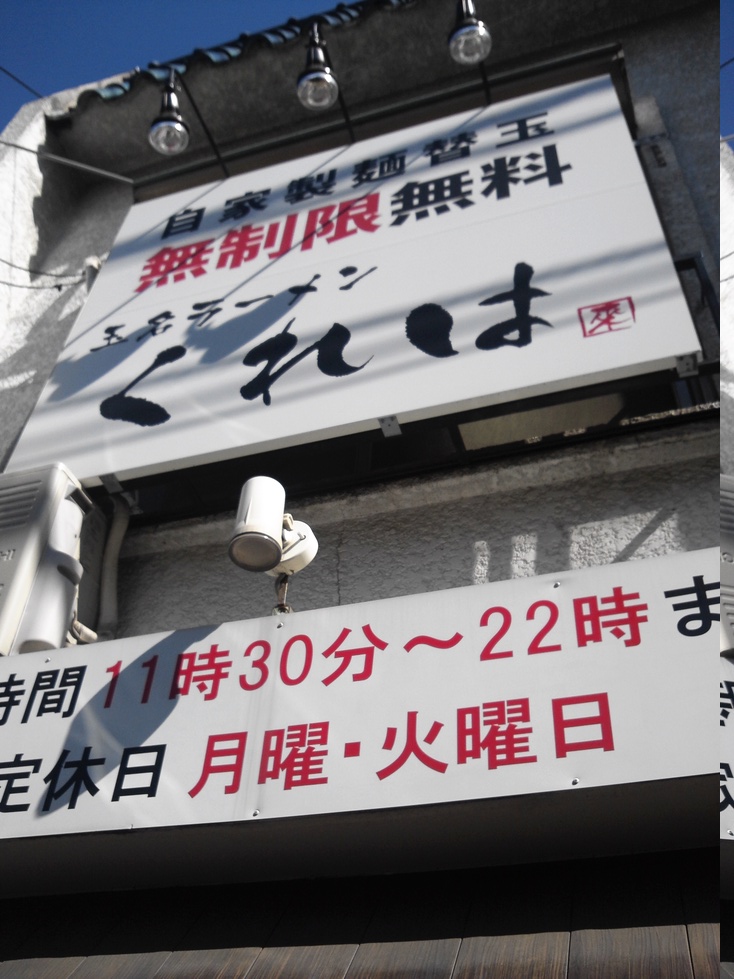 自家製麺替玉
無制限無料
玉名ラーメン
くれは
時間 11時30分～22時 ま
定休日 月曜・火曜日